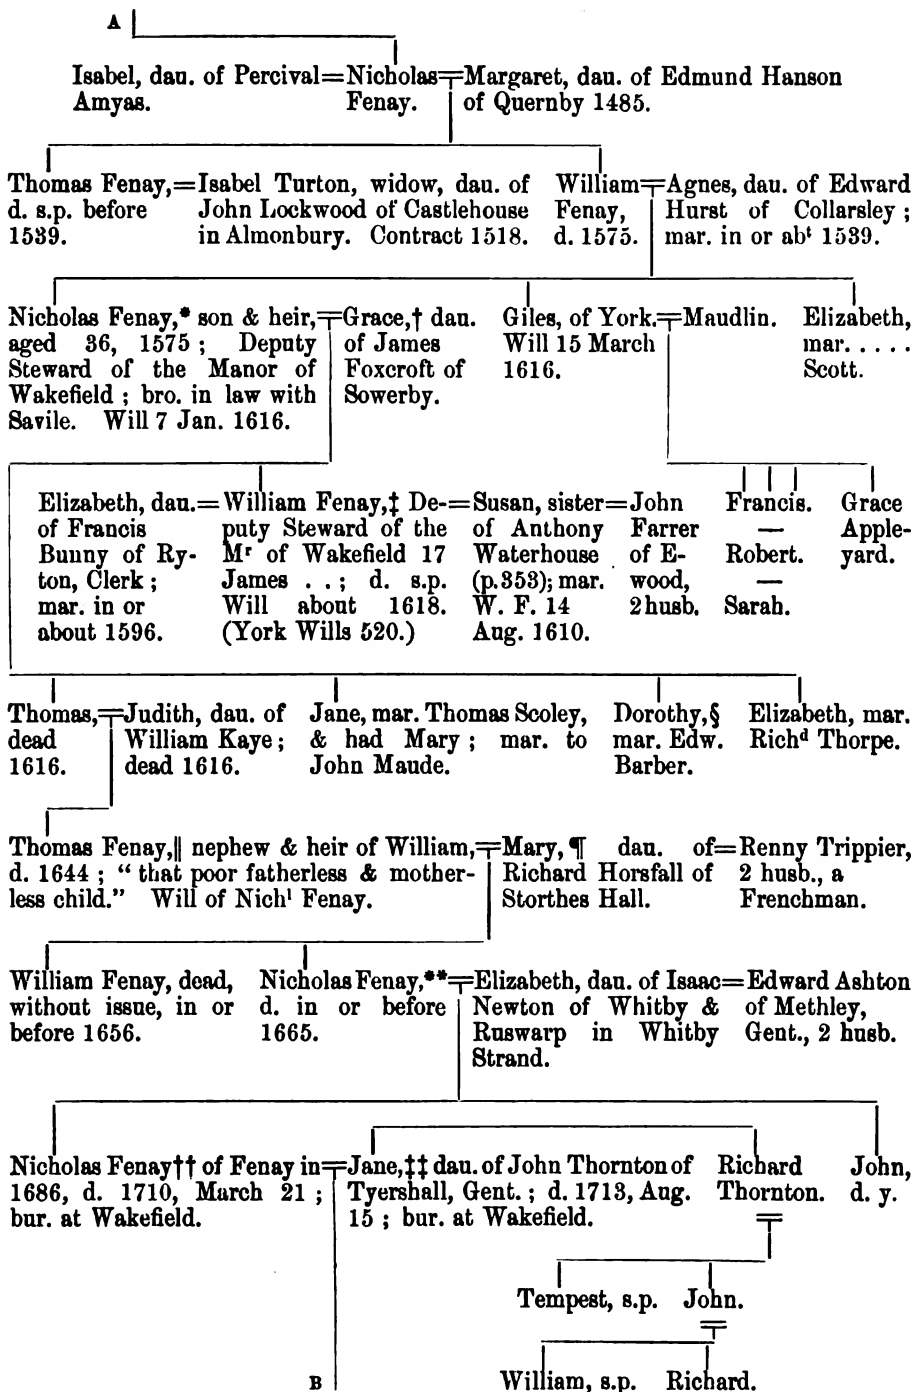 A
Isabel, dau. of Percival=Nicholas=Margaret, dau. of Edmund Hanson
Amyas. Fenay. of Quernby 1485.
Thomas Fenay,=Isabel Turton, widow, dau. of
d. s.p. before John Lockwood of Castlehouse
1539. in Almonbury. Contract 1518.
William=Agnes, dau. of Edward
Fenay, Hurst of Collarsley ;
d. 1575. mar. in or abᵗ 1539.
Nicholas Fenay,* son & heir,=Grace,† dau.
aged 36, 1575 ; Deputy of James
Steward of the Manor of Foxcroft of
Wakefield ; bro. in law with Sowerby.
Savile. Will 7 Jan. 1616.
Giles, of York.=Maudlin.
Will 15 March
1616.
Elizabeth,
mar. . . . .
Scott.
Elizabeth, dau.=William Fenay,‡ De-=Susan, sister=John
of Francis puty Steward of the of Anthony Farrer
Bunny of Ry- Mʳ of Wakefield 17 Waterhouse of E-
ton, Clerk ; James . . ; d. s.p. (p.353); mar. wood,
mar. in or Will about 1618. W. F. 14 2 husb.
about 1596. (York Wills 520.) Aug. 1610.
Francis.
—
Robert.
—
Sarah.
Grace
Apple-
yard.
Thomas,=Judith, dau. of
dead William Kaye ;
1616. dead 1616.
Jane, mar. Thomas Scoley,
& had Mary ; mar. to
John Maude.
Dorothy,§
mar. Edw.
Barber.
Elizabeth, mar.
Richᵈ Thorpe.
Thomas Fenay,‖ nephew & heir of William,=Mary,¶ dau. of=Renny Trippier,
d. 1644 ; “ that poor fatherless & mother- Richard Horsfall of 2 husb., a
less child.” Will of Nichˡ Fenay. Storthes Hall. Frenchman.
William Fenay, dead,
without issue, in or
before 1656.
Nicholas Fenay,**=Elizabeth, dau. of Isaac=Edward Ashton
d. in or before Newton of Whitby & of Methley,
1665. Ruswarp in Whitby Gent., 2 husb.
Strand.
Nicholas Fenay†† of Fenay in=Jane,‡‡ dau. of John Thornton of
1686, d. 1710, March 21 ; Tyershall, Gent. ; d. 1713, Aug.
bur. at Wakefield. 15 ; bur. at Wakefield.
Richard
Thornton.
John,
d. y.
Tempest, s.p. John.
William, s.p. Richard.
B